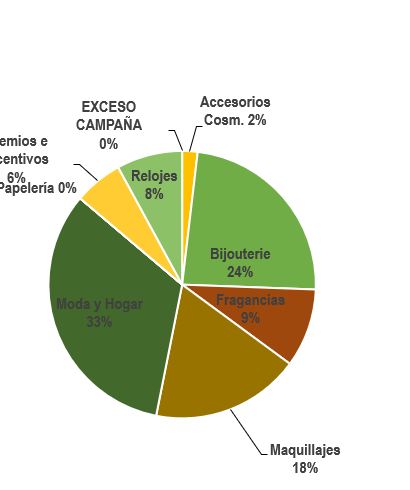 EXCESO
CAMPAÑA
0%
Accesorios
Cosm. 2%
emios e
centivos
6%
Papelería 0%
Relojes
8%
Bijouterie
24%
Fragancias
9%
Moda y Hogar
33%
Maquillajes
18%